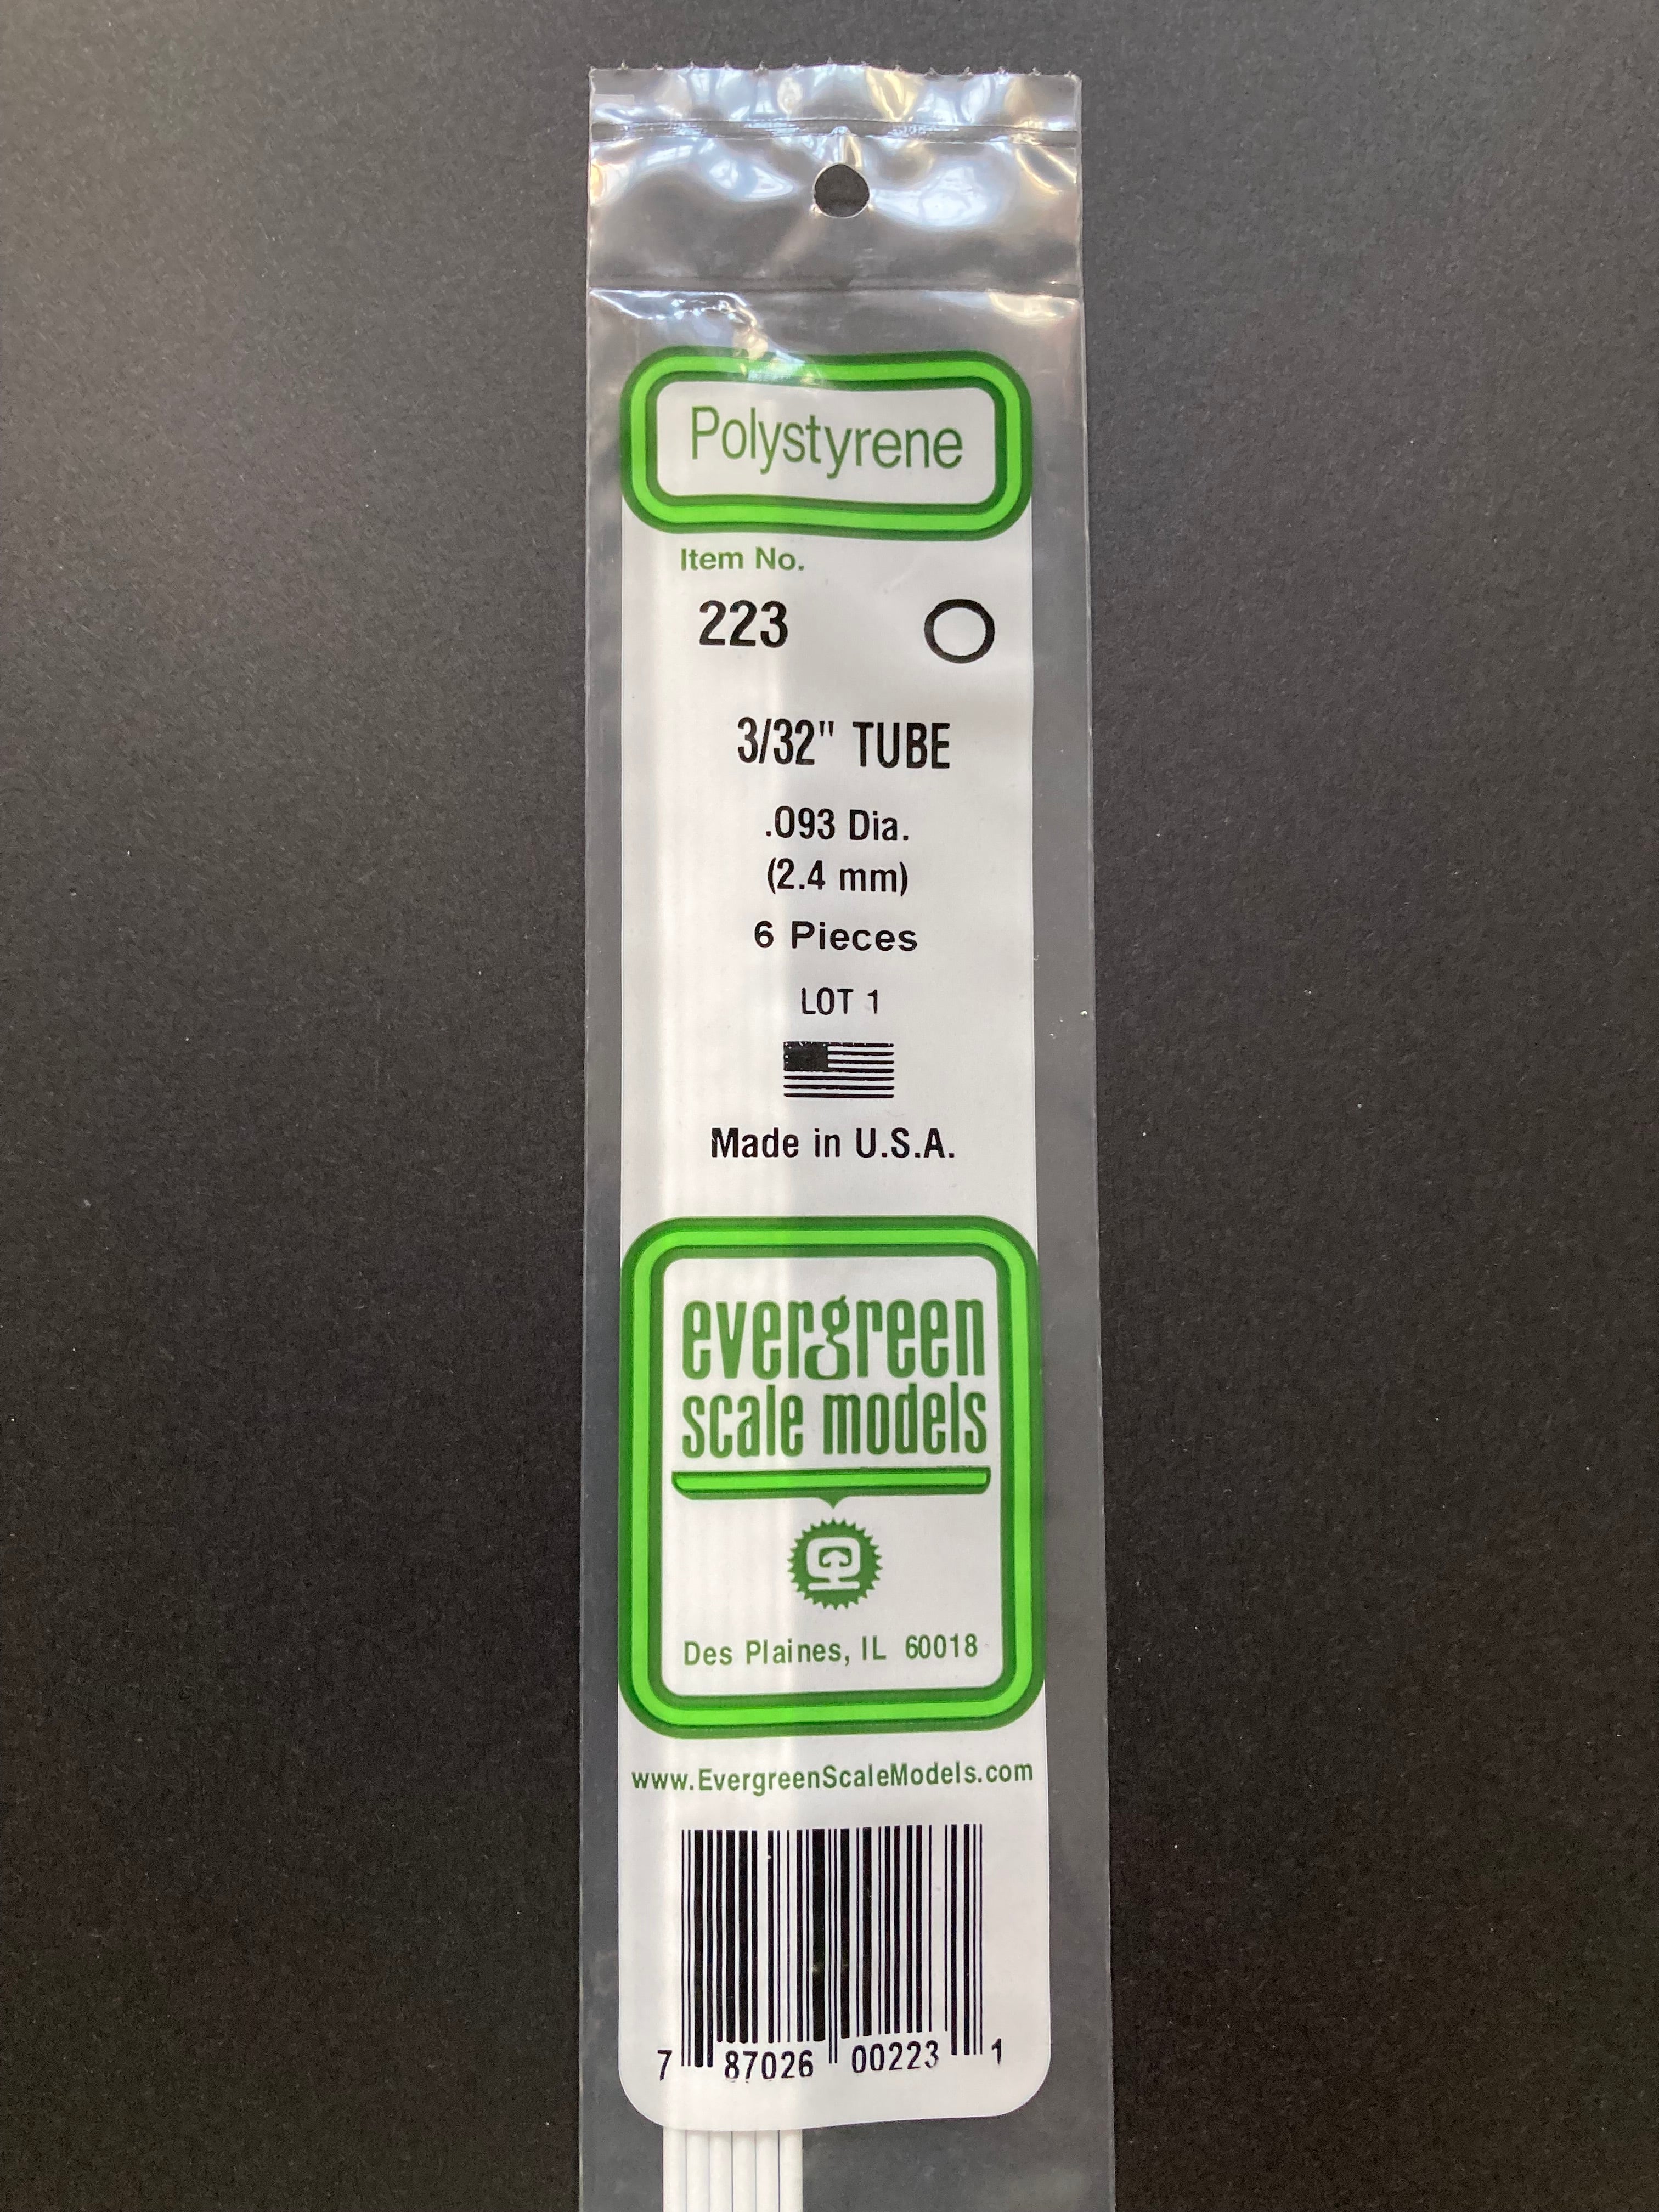 Polystyrene
Item No.
223
3/32" TUBE
.093 Dia.
(2.4 mm)
6 Pieces
LOT 1
Made in U.S.A.
evergreen
scale models
Des Plaines, IL 60018
www.EvergreenScaleModels.com
7 87026 00223 1